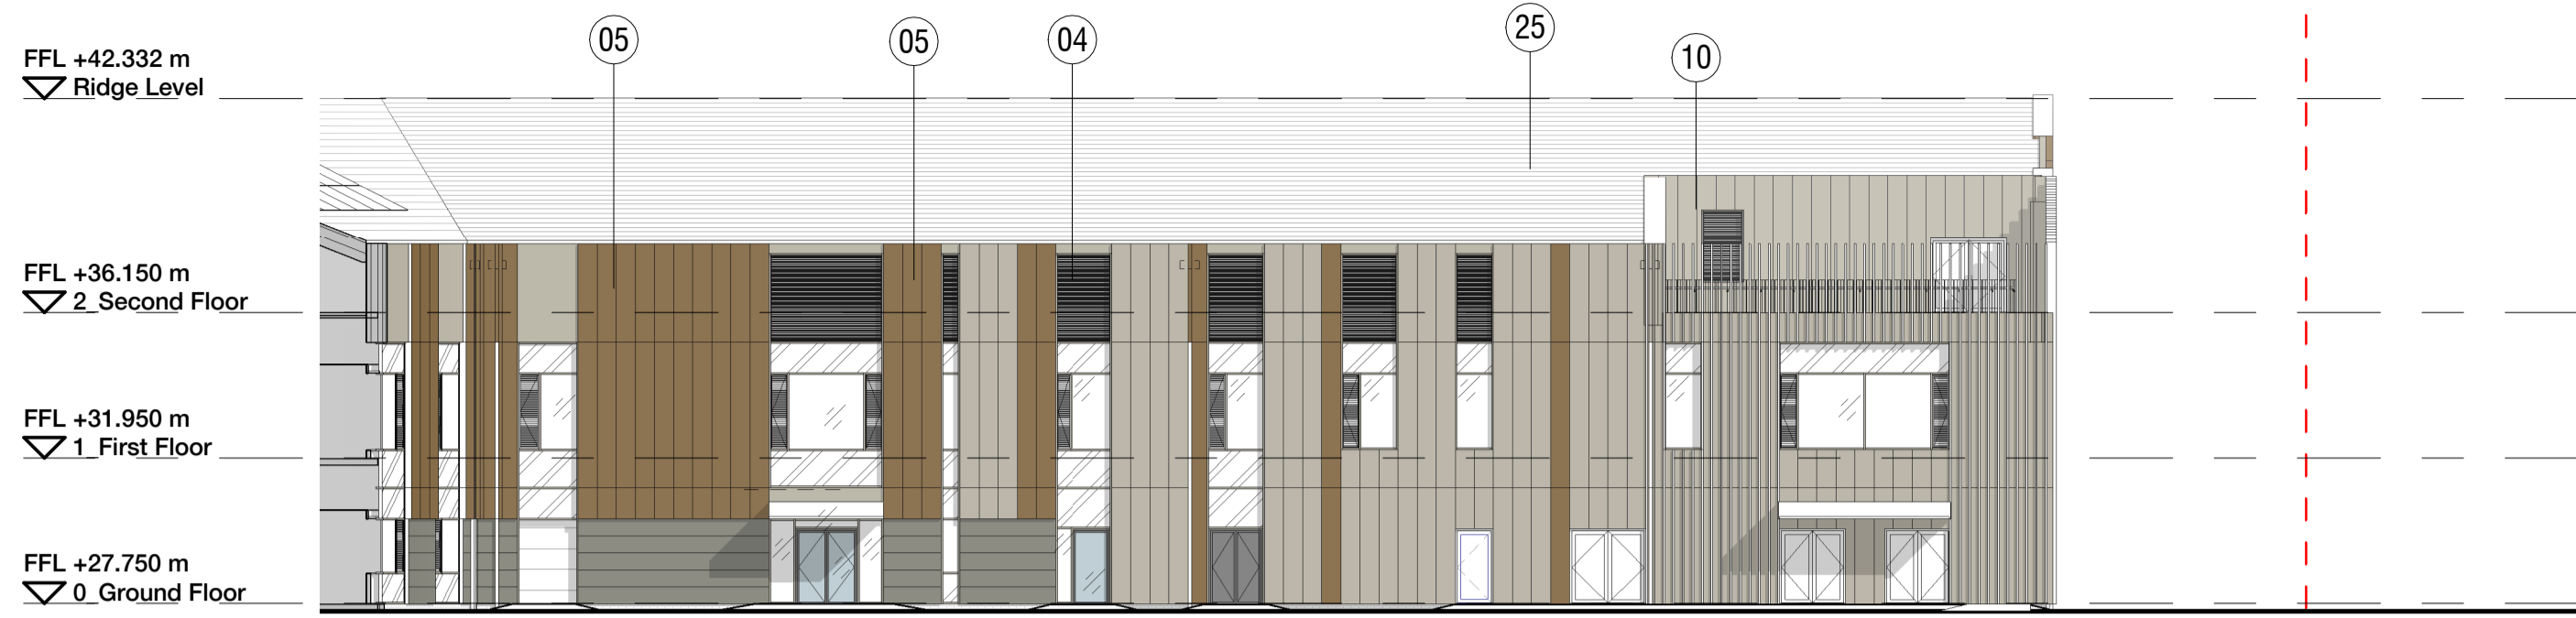 05
05
04
25
10
FFL +42.332 m
Ridge Level
FFL +36.150 m
2_Second Floor
FFL +31.950 m
1_First Floor
FFL +27.750 m
0_Ground Floor